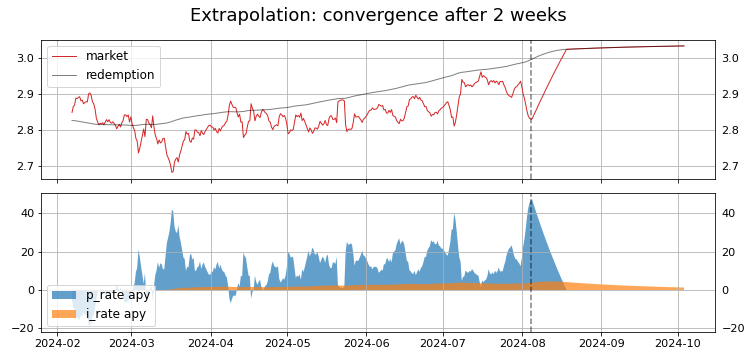 Extrapolation: convergence after 2 weeks
3.0
2.9
2.8
2.7
3.0
2.9
2.8
2.7
market
redemption
40
20
0
−20
40
20
0
−20
p_rate apy
i_rate apy
2024-02 2024-03 2024-04 2024-05 2024-06 2024-07 2024-08 2024-09 2024-10